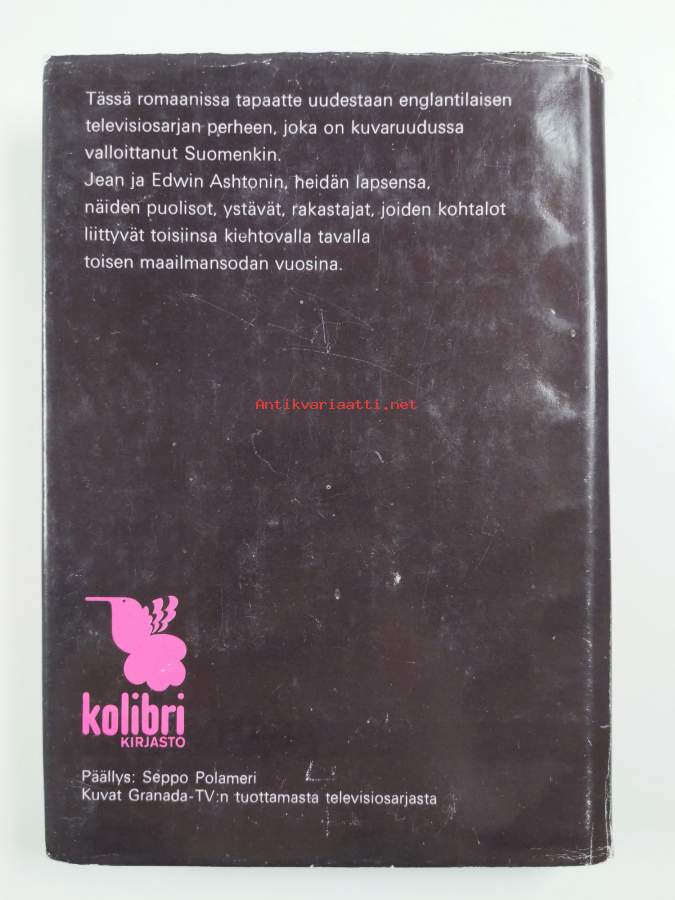 Tässä romaanissa tapaatte uudestaan englantilaisen
televisiosarjan perheen, joka on kuvaruudussa
valloittanut Suomenkin.
Jean ja Edwin Ashtonin, heidän lapsensa,
näiden puolisot, ystävät, rakastajat, joiden kohtalot
liittyvät toisiinsa kiehtovalla tavalla
toisen maailmansodan vuosina.
Antikvariaatti.net
kolibri
KIRJASTO
Päällys: Seppo Polameri
Kuvat Granada-TV:n tuottamasta televisiosarjasta